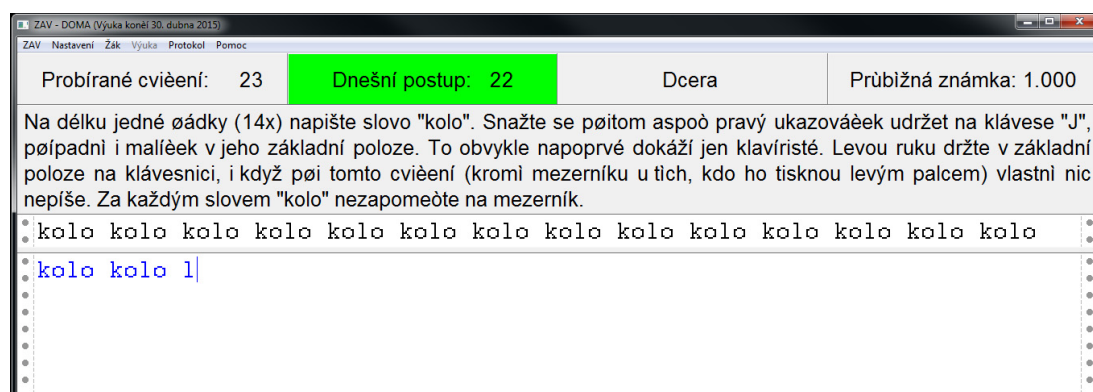 ZAV - DOMA (Výuka konèí 30. dubna 2015)
ZAV Nastavení Žák Výuka Protokol Pomoc
Probírané cvièení: 23 Dnešní postup: 22 Dcera Prùbìžná známka: 1.000
Na délku jedné øádky (14x) napište slovo "kolo". Snažte se pøitom aspoò pravý ukazováèek udržet na klávese "J",
pøípadnì i malíèek v jeho základní poloze. To obvykle napoprvé dokáží jen klavíristé. Levou ruku držte v základní
poloze na klávesnici, i když pøi tomto cvièení (kromì mezerníku u tìch, kdo ho tisknou levým palcem) vlastnì nic
nepíše. Za každým slovem "kolo" nezapomeòte na mezerník.
kolo kolo kolo kolo kolo kolo kolo kolo kolo kolo kolo kolo kolo kolo
kolo kolo l